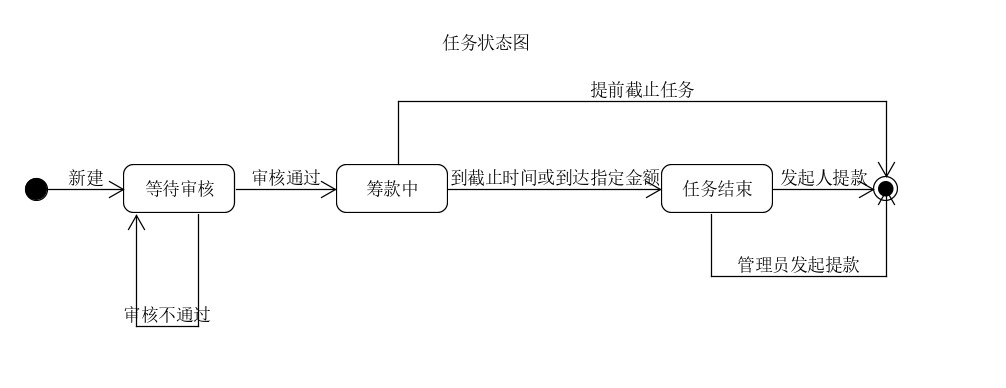 任务状态图
提前截止任务
新建
等待审核
审核通过
筹款中
到截止时间或到达指定金额
任务结束
发起人提款
管理员发起提款
审核不通过